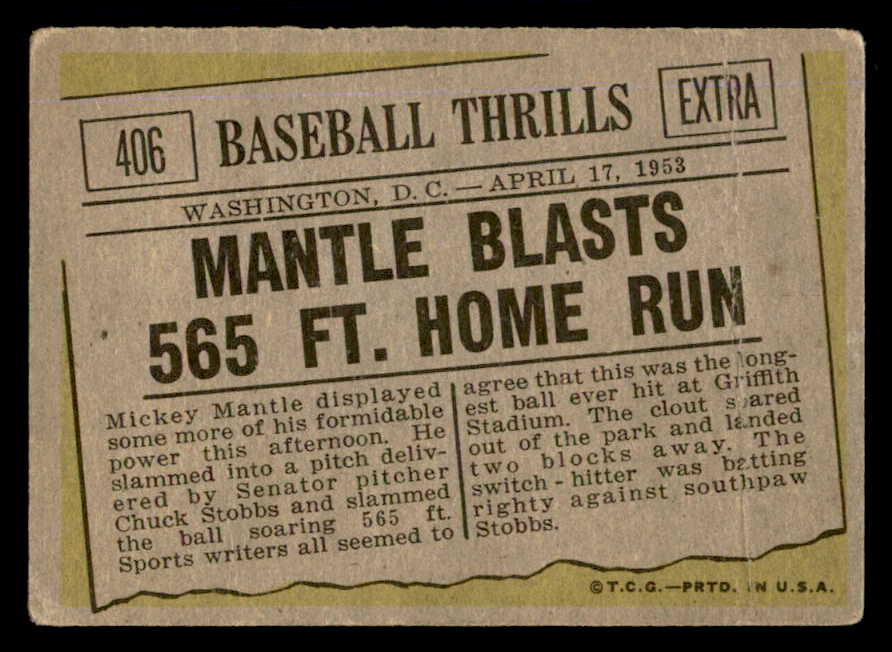 406 BASEBALL THRILLS EXTRA
WASHINGTON, D. C. — APRIL 17, 1953
MANTLE BLASTS
565 FT. HOME RUN
Mickey Mantle displayed
some more of his formidable
power this afternoon. He
slammed into a pitch deliv-
ered by Senator pitcher
Chuck Stobbs and slammed
the ball soaring 565 ft.
Sports writers all seemed to
agree that this was the long-
est ball ever hit at Griffith
Stadium. The clout soared
out of the park and landed
two blocks away. The
switch-hitter was batting
righty against southpaw
Stobbs.
© T.C.G.—PRTD. IN U.S.A.